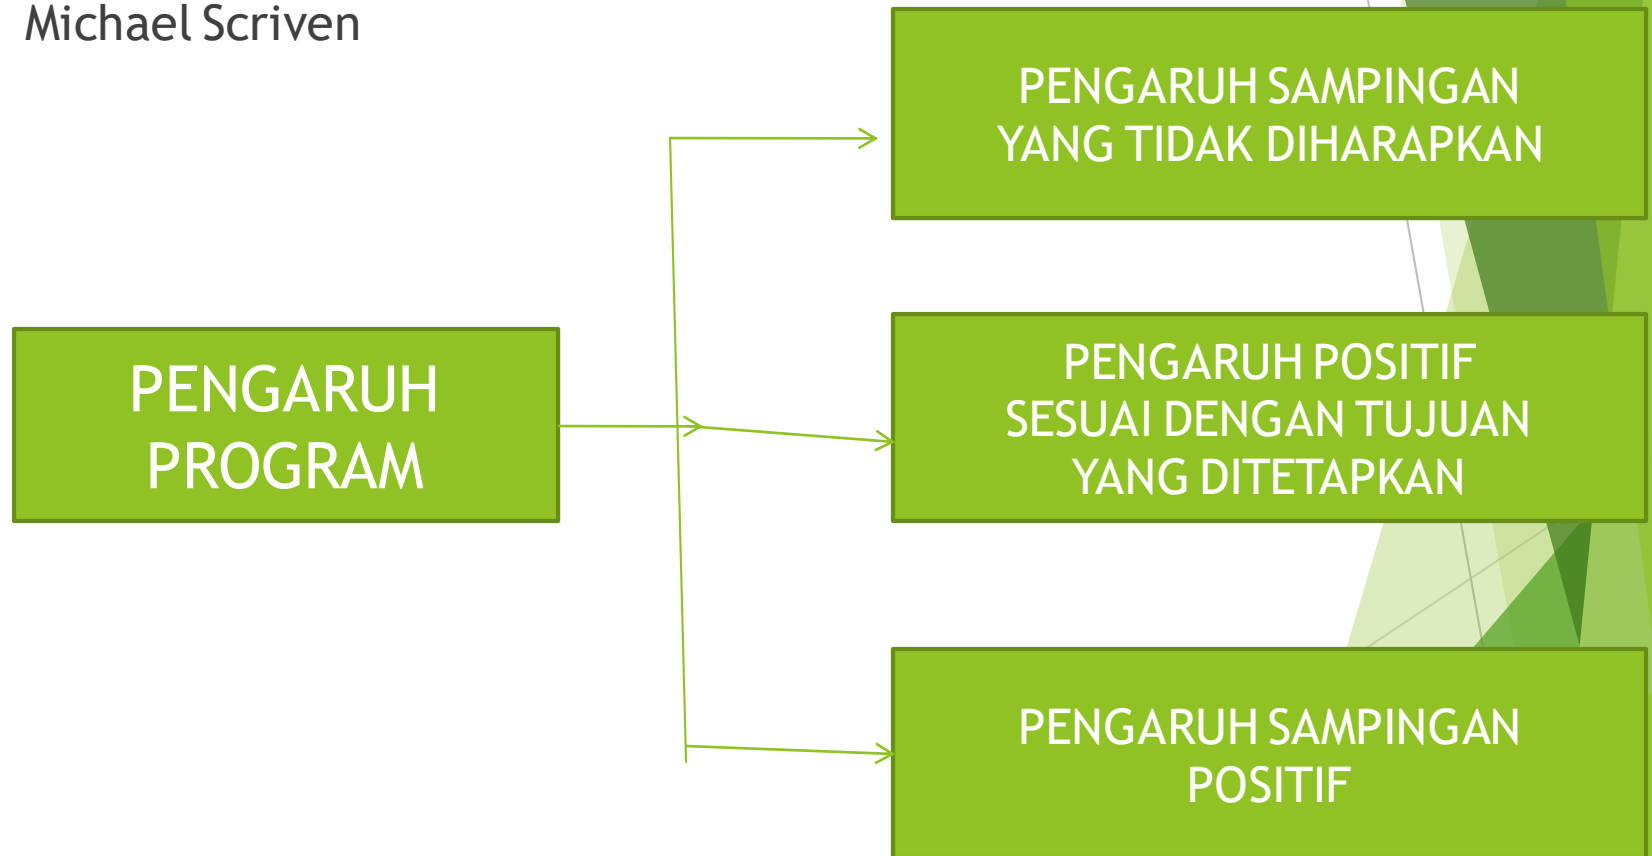 Michael Scriven
PENGARUH SAMPINGAN
YANG TIDAK DIHARAPKAN
PENGARUH
PROGRAM
PENGARUH POSITIF
SESUAI DENGAN TUJUAN
YANG DITETAPKAN
PENGARUH SAMPINGAN
POSITIF